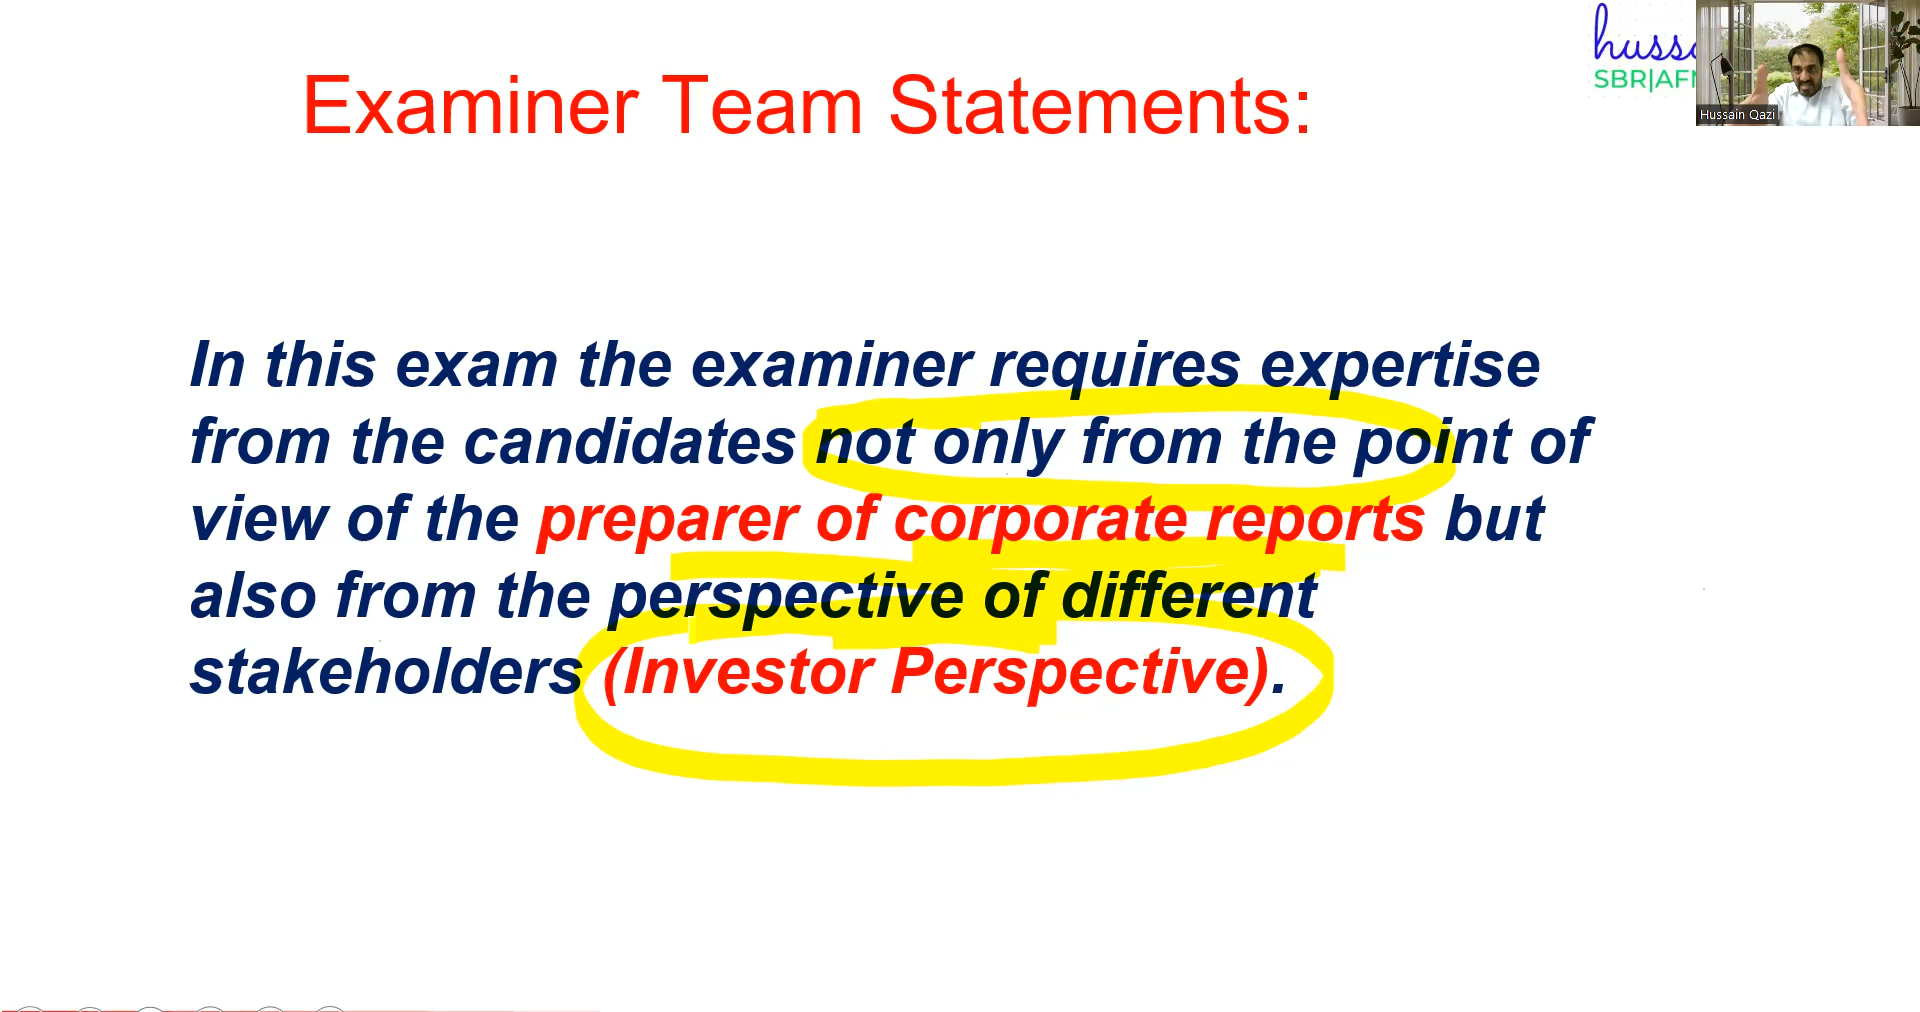 Examiner Team Statements:
SBR|AF
Hussain Qazi
In this exam the examiner requires expertise
from the candidates not only from the point of
view of the preparer of corporate reports but
also from the perspective of different
stakeholders (Investor Perspective).